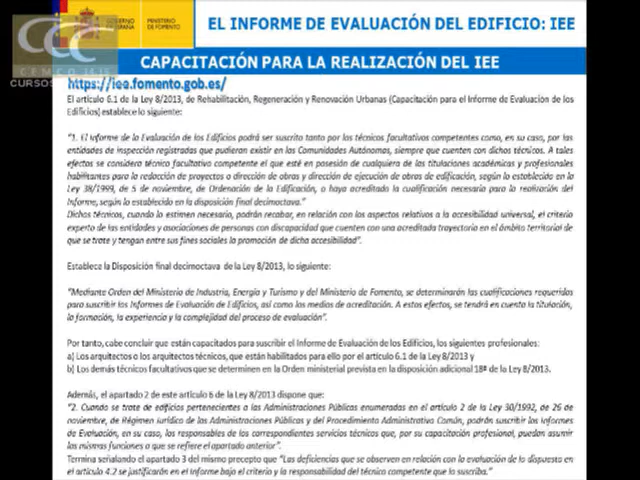 GOBIERNO DE ESPAÑA
MINISTERIO DE FOMENTO
EL INFORME DE EVALUACIÓN DEL EDIFICIO: IEE
CEMCO IEIE
CURSOS
CAPACITACIÓN PARA LA REALIZACIÓN DEL IEE
https://iee.fomento.gob.es/
El artículo 6.1 de la Ley 8/2013, de Rehabilitación, Regeneración y Renovación Urbanas (Capacitación para el Informe de Evaluación de los
Edificios) establece lo siguiente:
"1. El Informe de la Evaluación de los Edificios podrá ser suscrito tanto por los técnicos facultativos competentes como, en su caso, por las
entidades de inspección registradas que pudieran existir en las Comunidades Autónomas, siempre que cuenten con dichos técnicos. A tales
efectos se considera técnico facultativo competente el que esté en posesión de cualquiera de las titulaciones académicas y profesionales
habilitantes para la redacción de proyectos o dirección de obras y dirección de ejecución de obras de edificación, según lo establecido en la
Ley 38/1999, de 5 de noviembre, de Ordenación de la Edificación, o haya acreditado la cualificación necesaria para la realización del
Informe, según lo establecido en la disposición final decimoctava."
Dichos técnicos, cuando lo estimen necesario, podrán recabar, en relación con los aspectos relativos a la accesibilidad universal, el criterio
experto de las entidades y asociaciones de personas con discapacidad que cuenten con una acreditada trayectoria en el ámbito territorial de
que se trate y tengan entre sus fines sociales la promoción de dicha accesibilidad".
Establece la Disposición final decimoctava de la Ley 8/2013, lo siguiente:
"Mediante Orden del Ministerio de Industria, Energía y Turismo y del Ministerio de Fomento, se determinarán las cualificaciones requeridas
para suscribir los Informes de Evaluación de Edificios, así como los medios de acreditación. A estos efectos, se tendrá en cuenta la titulación,
la formación, la experiencia y la complejidad del proceso de evaluación".
Por tanto, cabe concluir que están capacitados para suscribir el Informe de Evaluación de los Edificios, los siguientes profesionales:
a) Los arquitectos o los arquitectos técnicos, que están habilitados para ello por el artículo 6.1 de la Ley 8/2013 y
b) Los demás técnicos facultativos que se determinen en la Orden ministerial prevista en la disposición adicional 18ª de la Ley 8/2013.
Además, el apartado 2 de este artículo 6 de la Ley 8/2013 dispone que:
"2. Cuando se trate de edificios pertenecientes a las Administraciones Públicas enumeradas en el artículo 2 de la Ley 30/1992, de 26 de
noviembre, de Régimen Jurídico de las Administraciones Públicas y del Procedimiento Administrativo Común, podrán suscribir los Informes
de Evaluación, en su caso, los responsables de los correspondientes servicios técnicos que, por su capacitación profesional, puedan asumir
las mismas funciones a que se refiere el apartado anterior".
Termina señalando el apartado 3 del mismo precepto que "Las deficiencias que se observen en relación con la evaluación de lo dispuesto en
el artículo 4.2 se justificarán en el Informe bajo el criterio y la responsabilidad del técnico competente que lo suscriba."